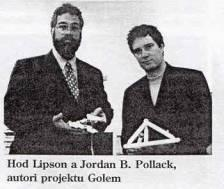 Hod Lipson a Jordan B. Pollack,
autori projektu Golem